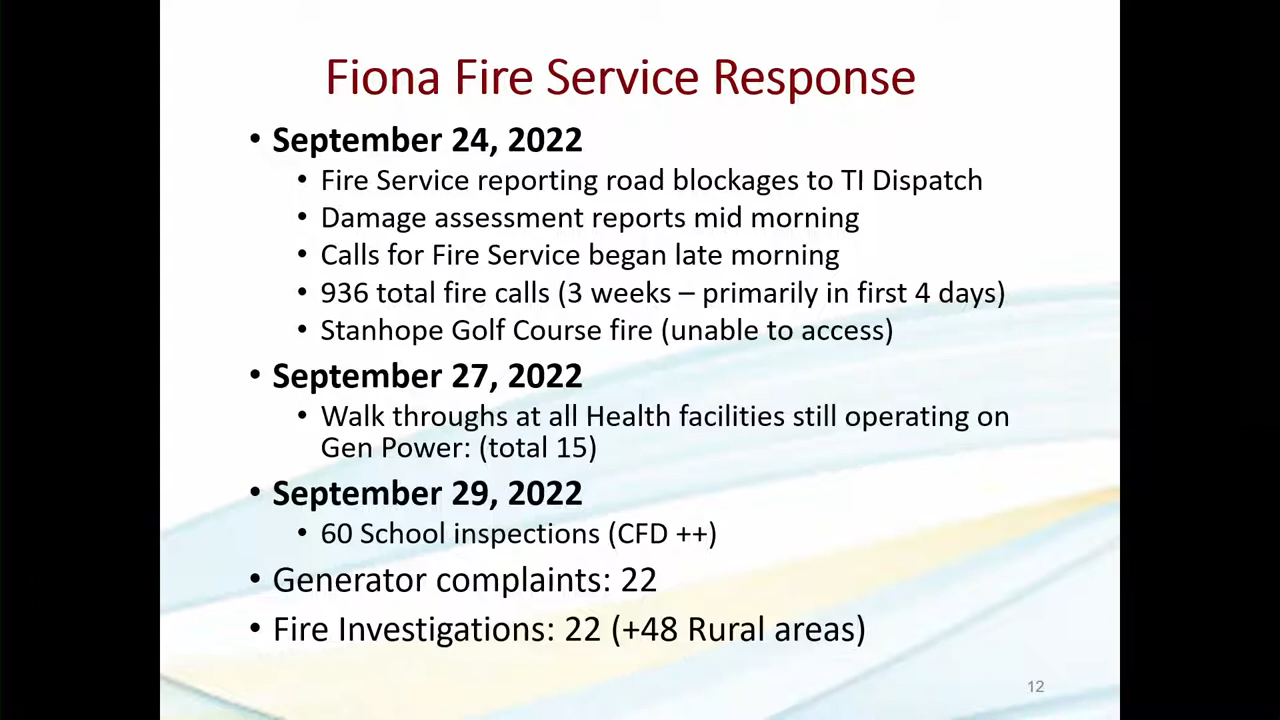 Fiona Fire Service Response
• September 24, 2022
• Fire Service reporting road blockages to TI Dispatch
• Damage assessment reports mid morning
• Calls for Fire Service began late morning
• 936 total fire calls (3 weeks – primarily in first 4 days)
• Stanhope Golf Course fire (unable to access)
• September 27, 2022
• Walk throughs at all Health facilities still operating on
Gen Power: (total 15)
• September 29, 2022
• 60 School inspections (CFD ++)
• Generator complaints: 22
• Fire Investigations: 22 (+48 Rural areas)
12